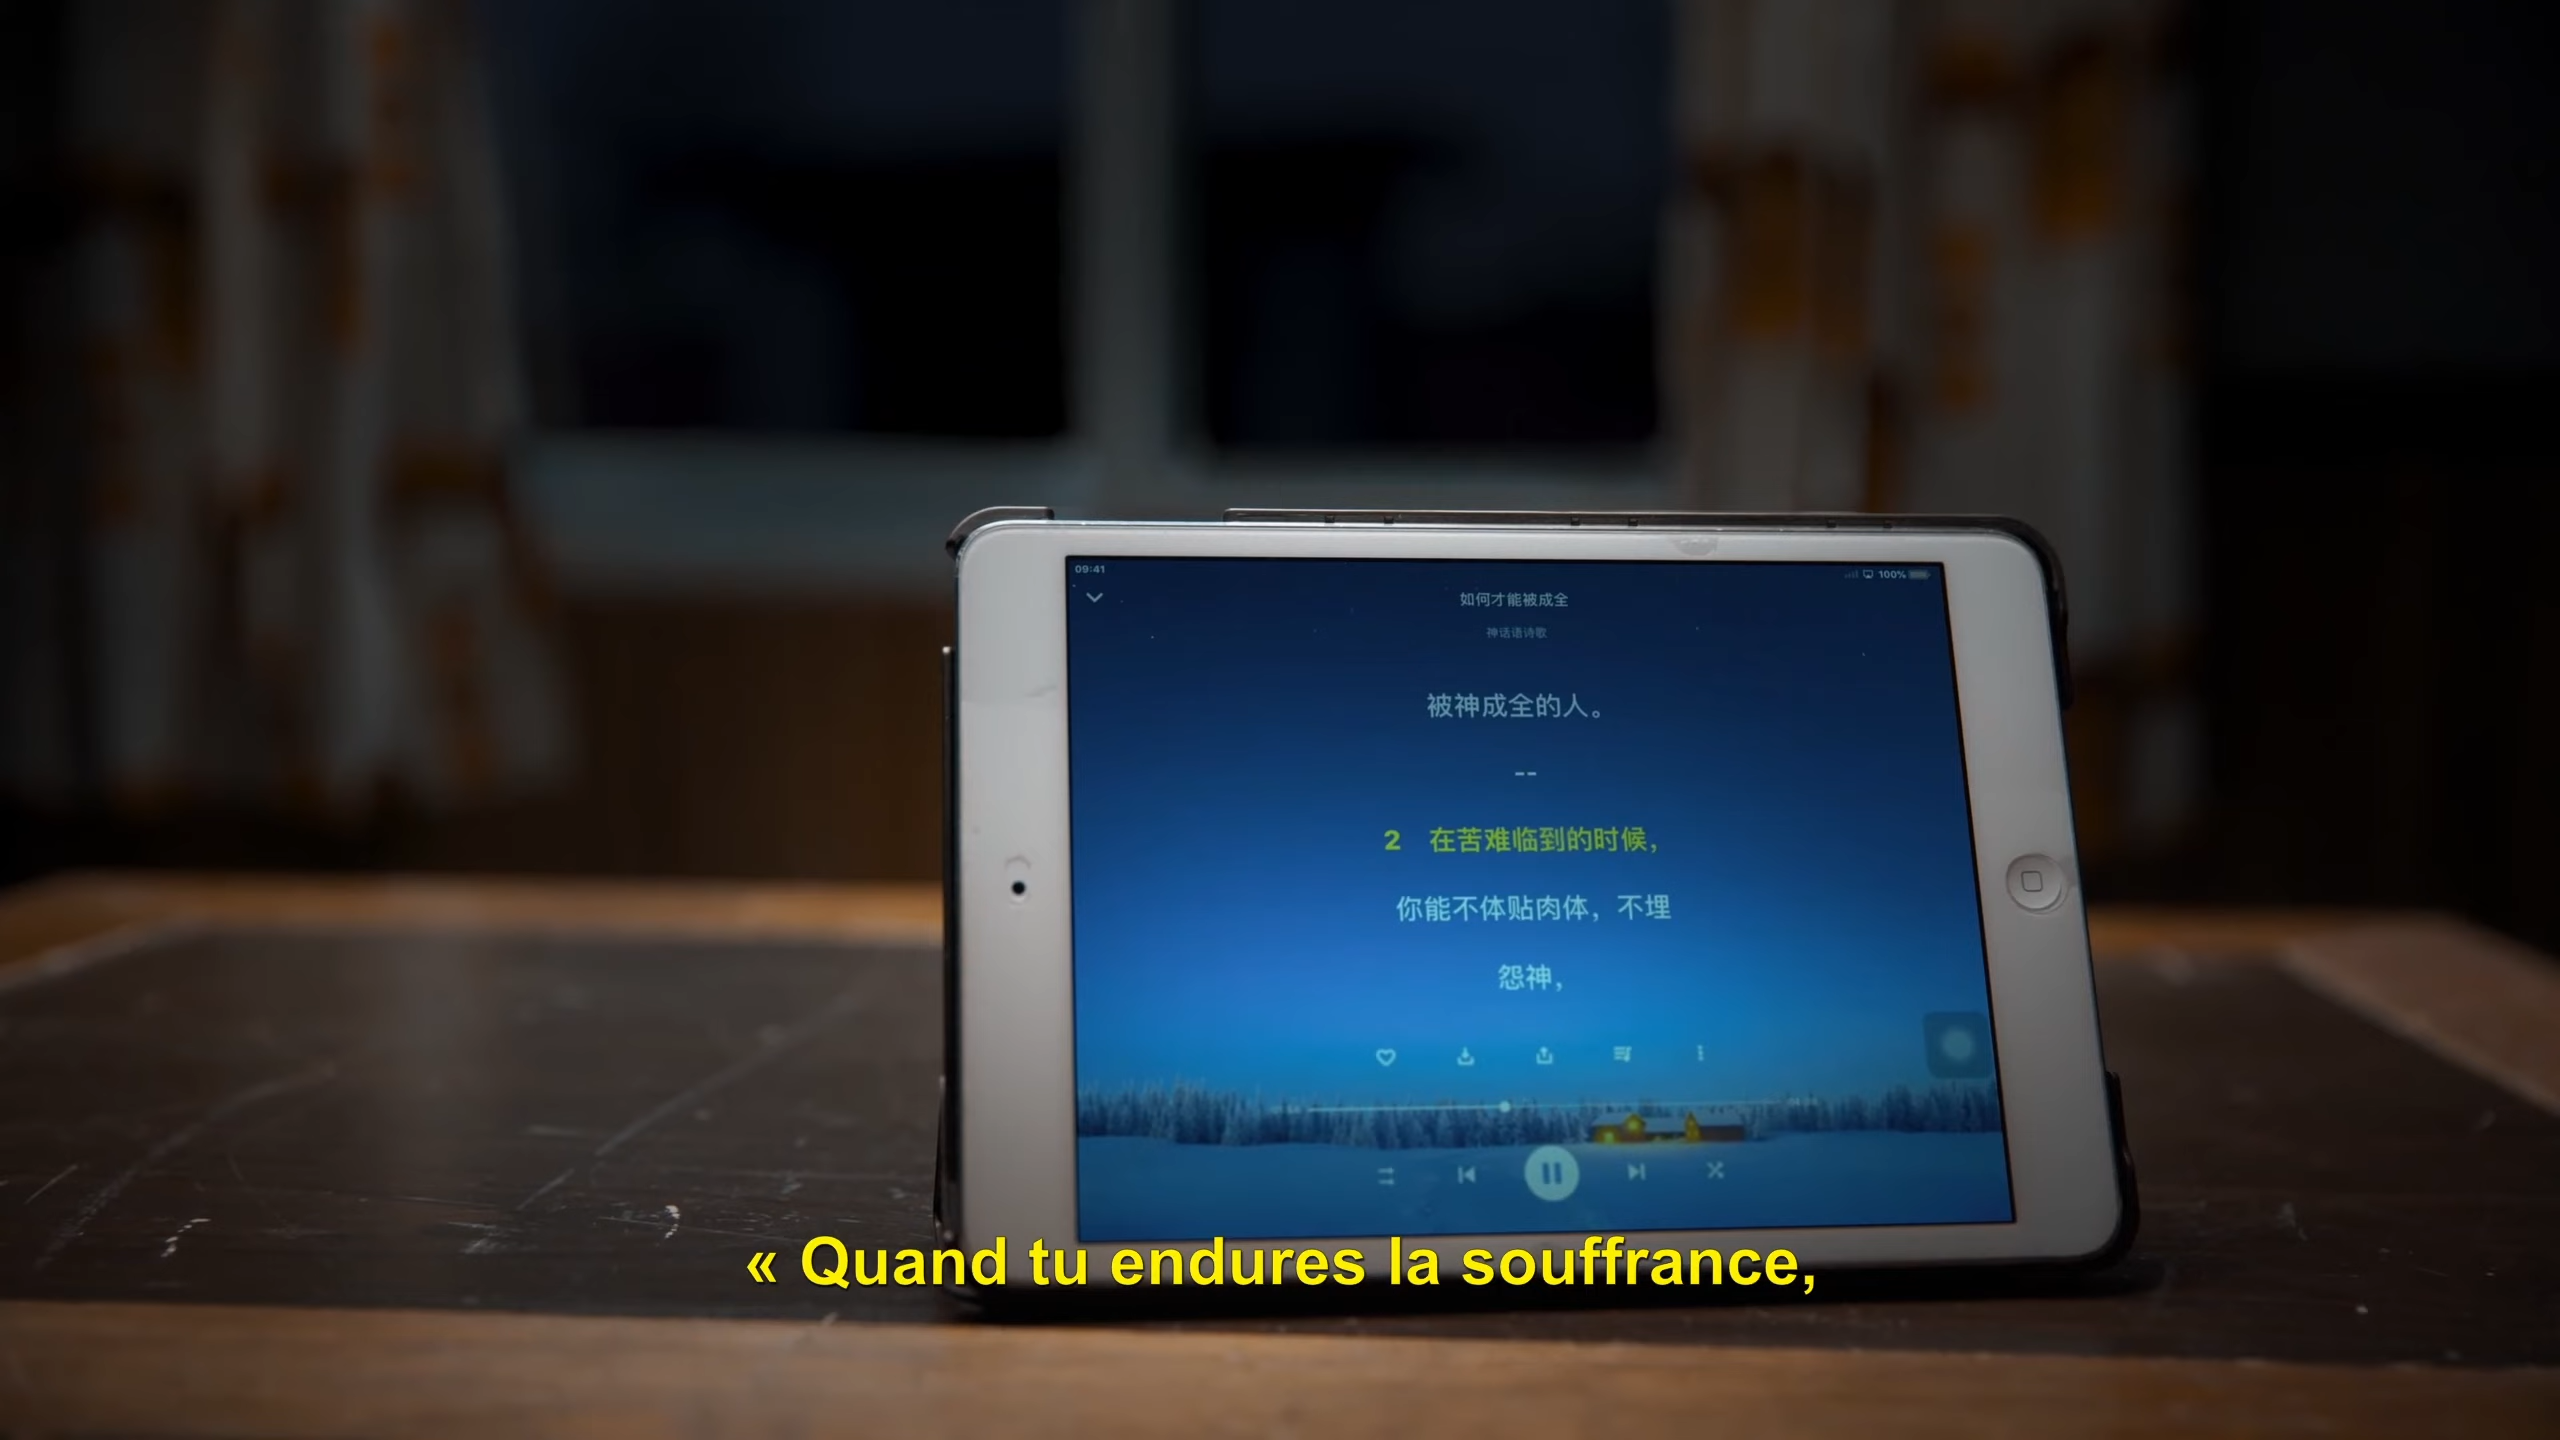 09:41
100%
如何才能被成全
神话语诗歌
被神成全的人。
--
2 在苦难临到的时候，
你能不体贴肉体，不埋
怨神，
« Quand tu endures la souffrance,